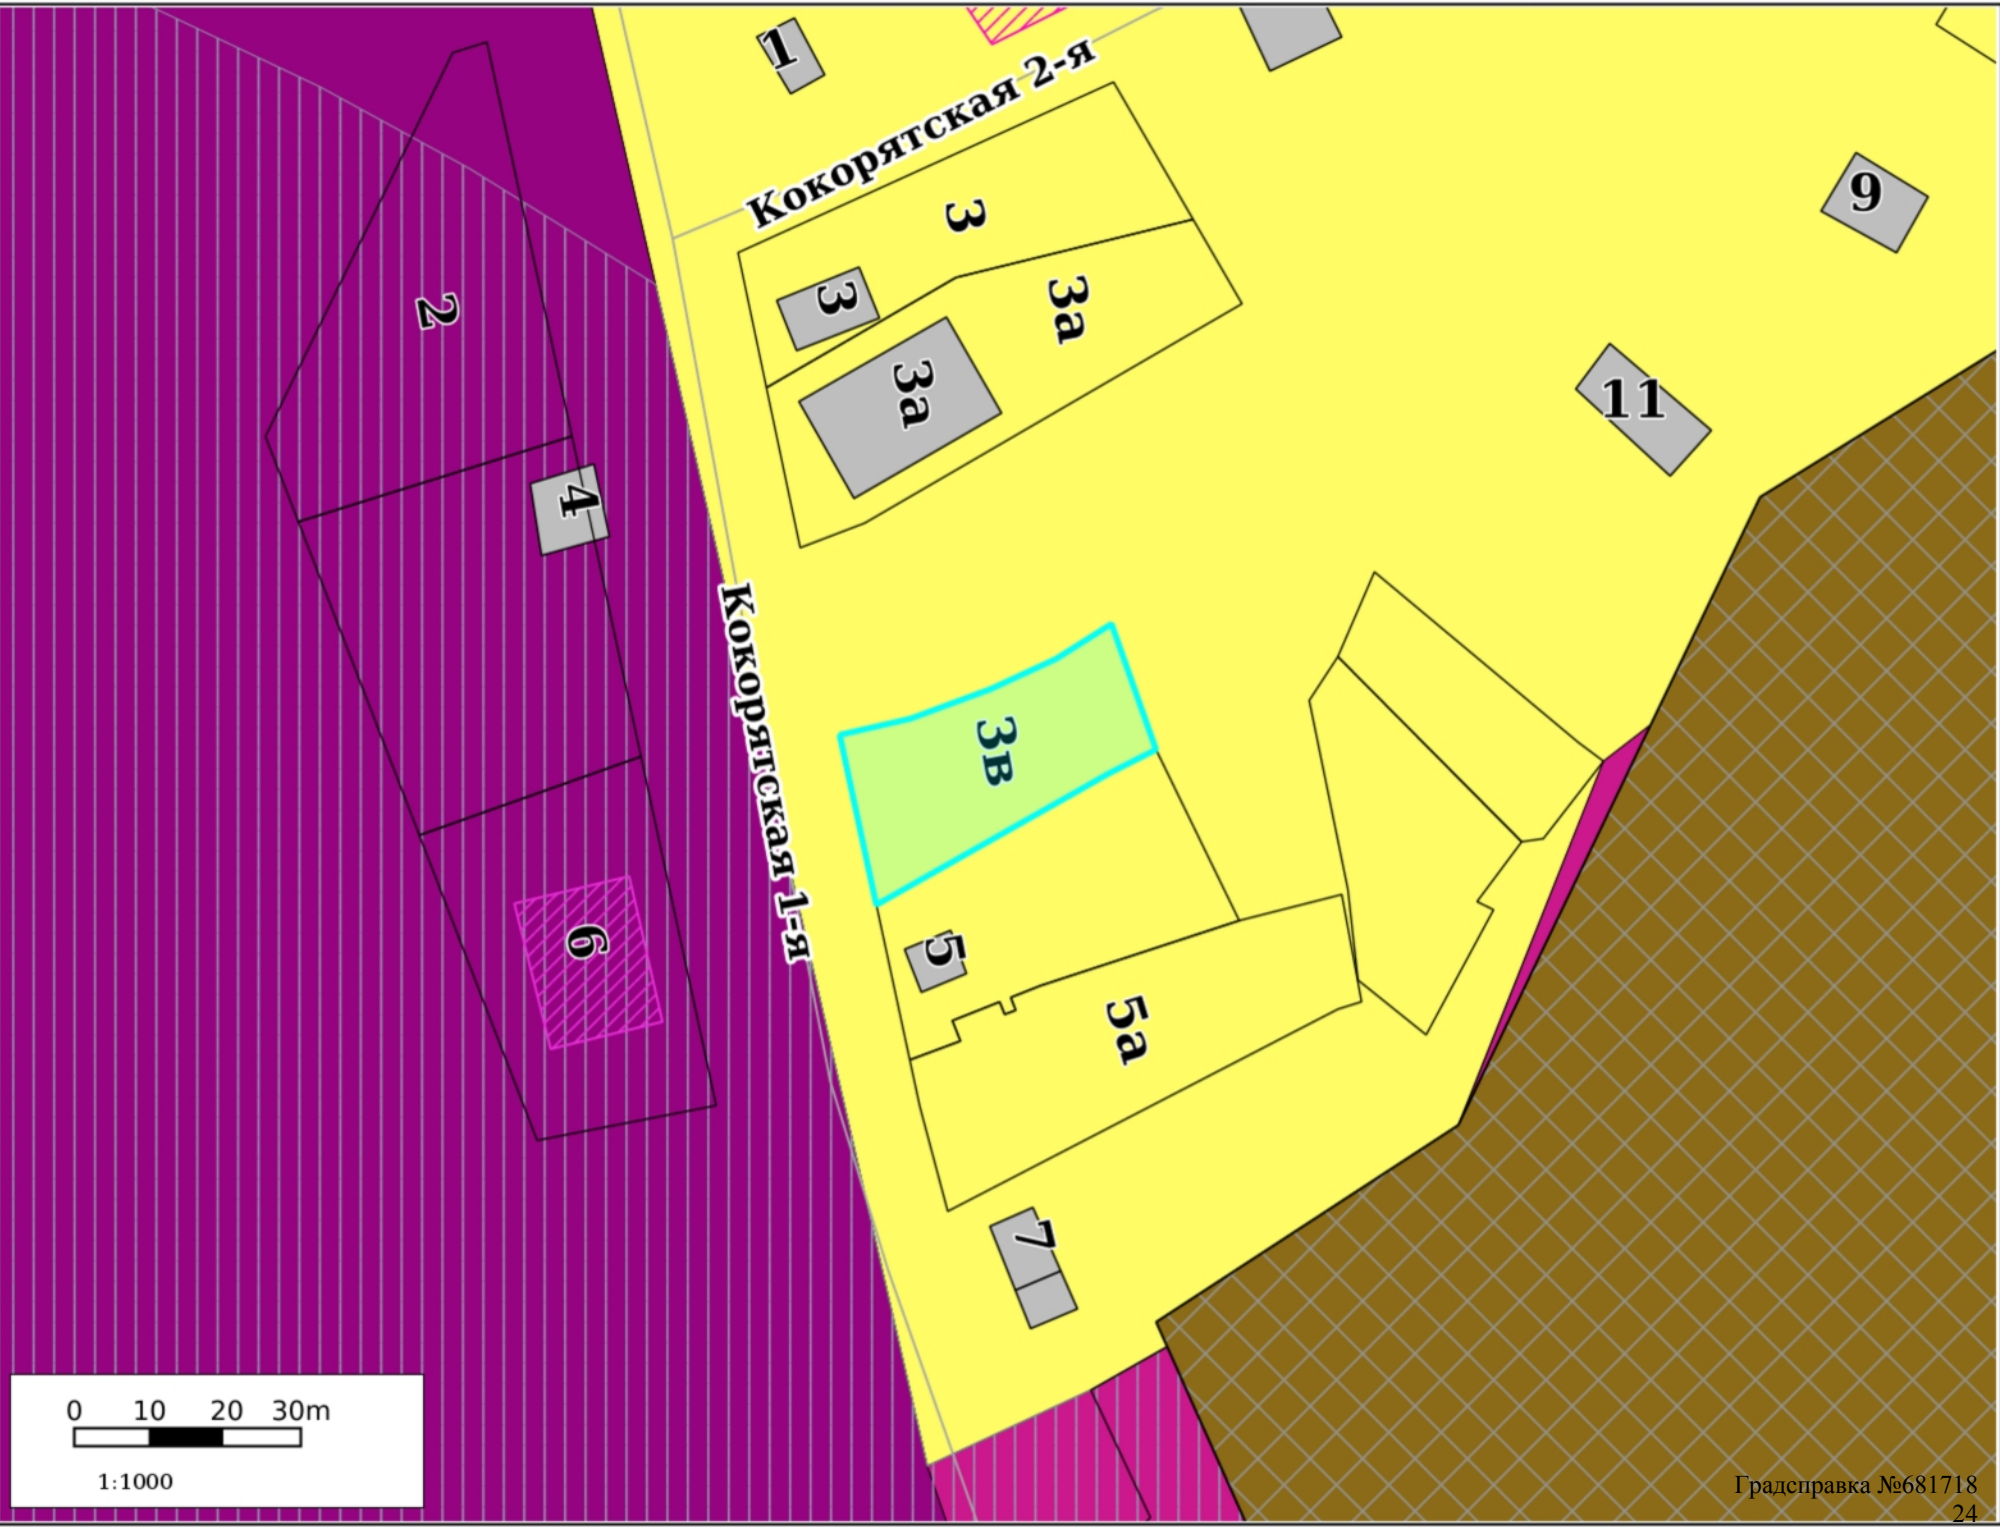 1
Кокорятская 2-я
9
3
2
3
3а
3а
11
4
Кокорятская 1-я
3в
6
5
5а
7
0 10 20 30m
1:1000
Градсправка №681718
24